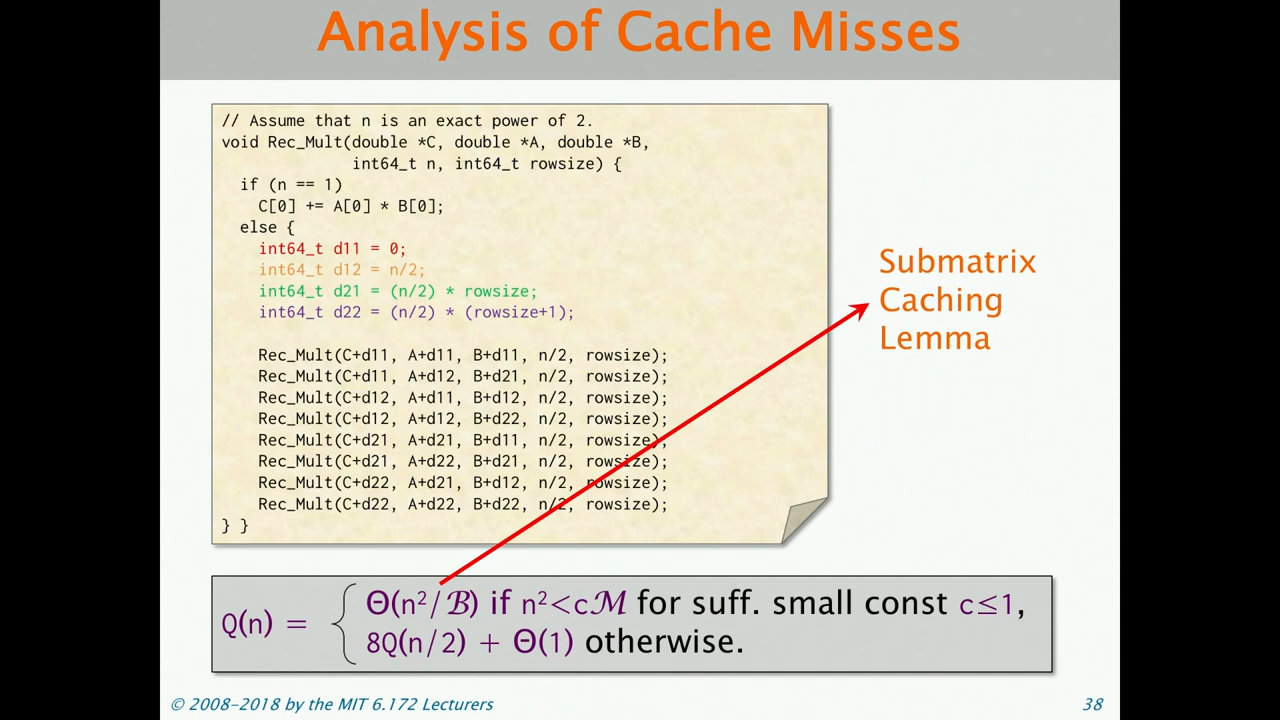 Analysis of Cache Misses
// Assume that n is an exact power of 2.
void Rec_Mult(double *C, double *A, double *B,
              int64_t n, int64_t rowsize) {
  if (n == 1)
    C[0] += A[0] * B[0];
  else {
    int64_t d11 = 0;
    int64_t d12 = n/2;
    int64_t d21 = (n/2) * rowsize;
    int64_t d22 = (n/2) * (rowsize+1);
    Rec_Mult(C+d11, A+d11, B+d11, n/2, rowsize);
    Rec_Mult(C+d11, A+d12, B+d21, n/2, rowsize);
    Rec_Mult(C+d12, A+d11, B+d12, n/2, rowsize);
    Rec_Mult(C+d12, A+d12, B+d22, n/2, rowsize);
    Rec_Mult(C+d21, A+d21, B+d11, n/2, rowsize);
    Rec_Mult(C+d21, A+d22, B+d21, n/2, rowsize);
    Rec_Mult(C+d22, A+d21, B+d12, n/2, rowsize);
    Rec_Mult(C+d22, A+d22, B+d22, n/2, rowsize);
} }
Submatrix
Caching
Lemma
Q(n) =
Θ(n²/ℬ) if n²<cℳ for suff. small const c≤1,
8Q(n/2) + Θ(1) otherwise.
© 2008–2018 by the MIT 6.172 Lecturers
38